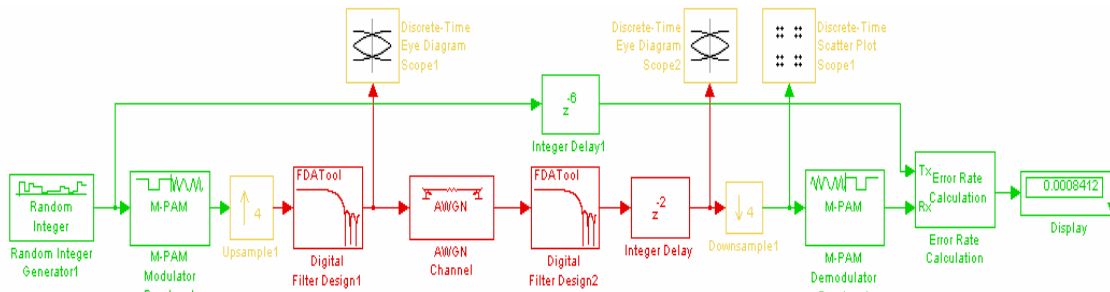 Discrete-Time
Eye Diagram
Scope1
Discrete-Time
Eye Diagram
Scope2
Discrete-Time
Scatter Plot
Scope1
z-6
Integer Delay1
Random
Integer
Random Integer
Generator1
M-PAM
M-PAM
Modulator
4
Upsample1
FDATool
Digital
Filter Design1
AWGN
AWGN
Channel
FDATool
Digital
Filter Design2
z-2
Integer Delay
4
Downsample1
M-PAM
M-PAM
Demodulator
Tx
Rx
Error Rate
Calculation
Error Rate
Calculation
0.0008412
Display